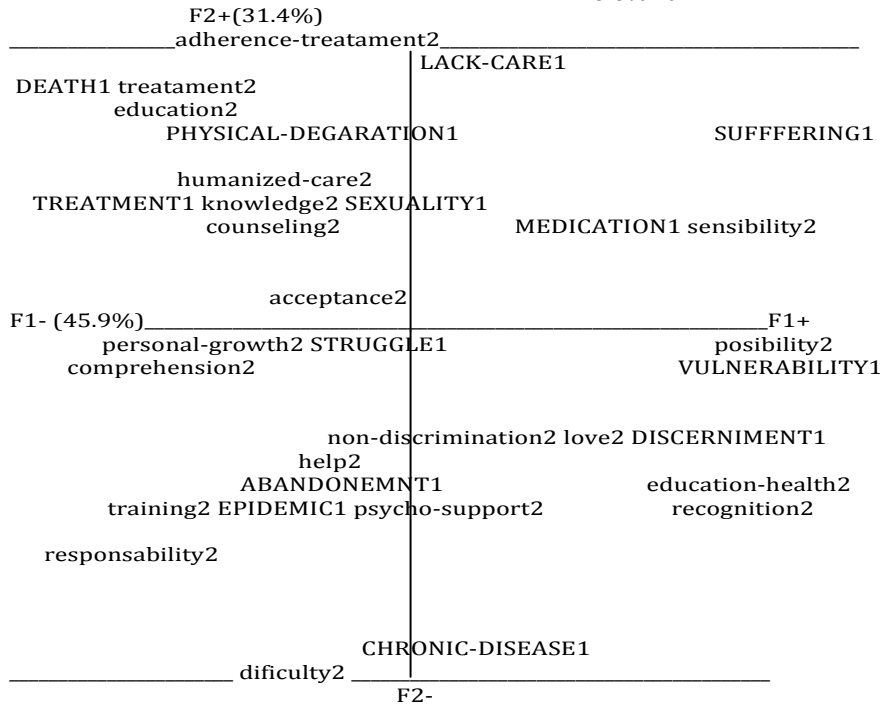 F2+(31.4%)
adherence-treatament2
LACK-CARE1
DEATH1 treatament2
education2
PHYSICAL-DEGARATION1 SUFFFERING1
humanized-care2
TREATMENT1 knowledge2 SEXUALITY1
counseling2 MEDICATION1 sensibility2
acceptance2
F1- (45.9%) F1+
personal-growth2 STRUGGLE1 posibility2
comprehension2 VULNERABILITY1
non-discrimination2 love2 DISCERNIMENT1
help2
ABANDONEMNT1 education-health2
training2 EPIDEMIC1 psycho-support2 recognition2
responsability2
CHRONIC-DISEASE1
dificulty2
F2-